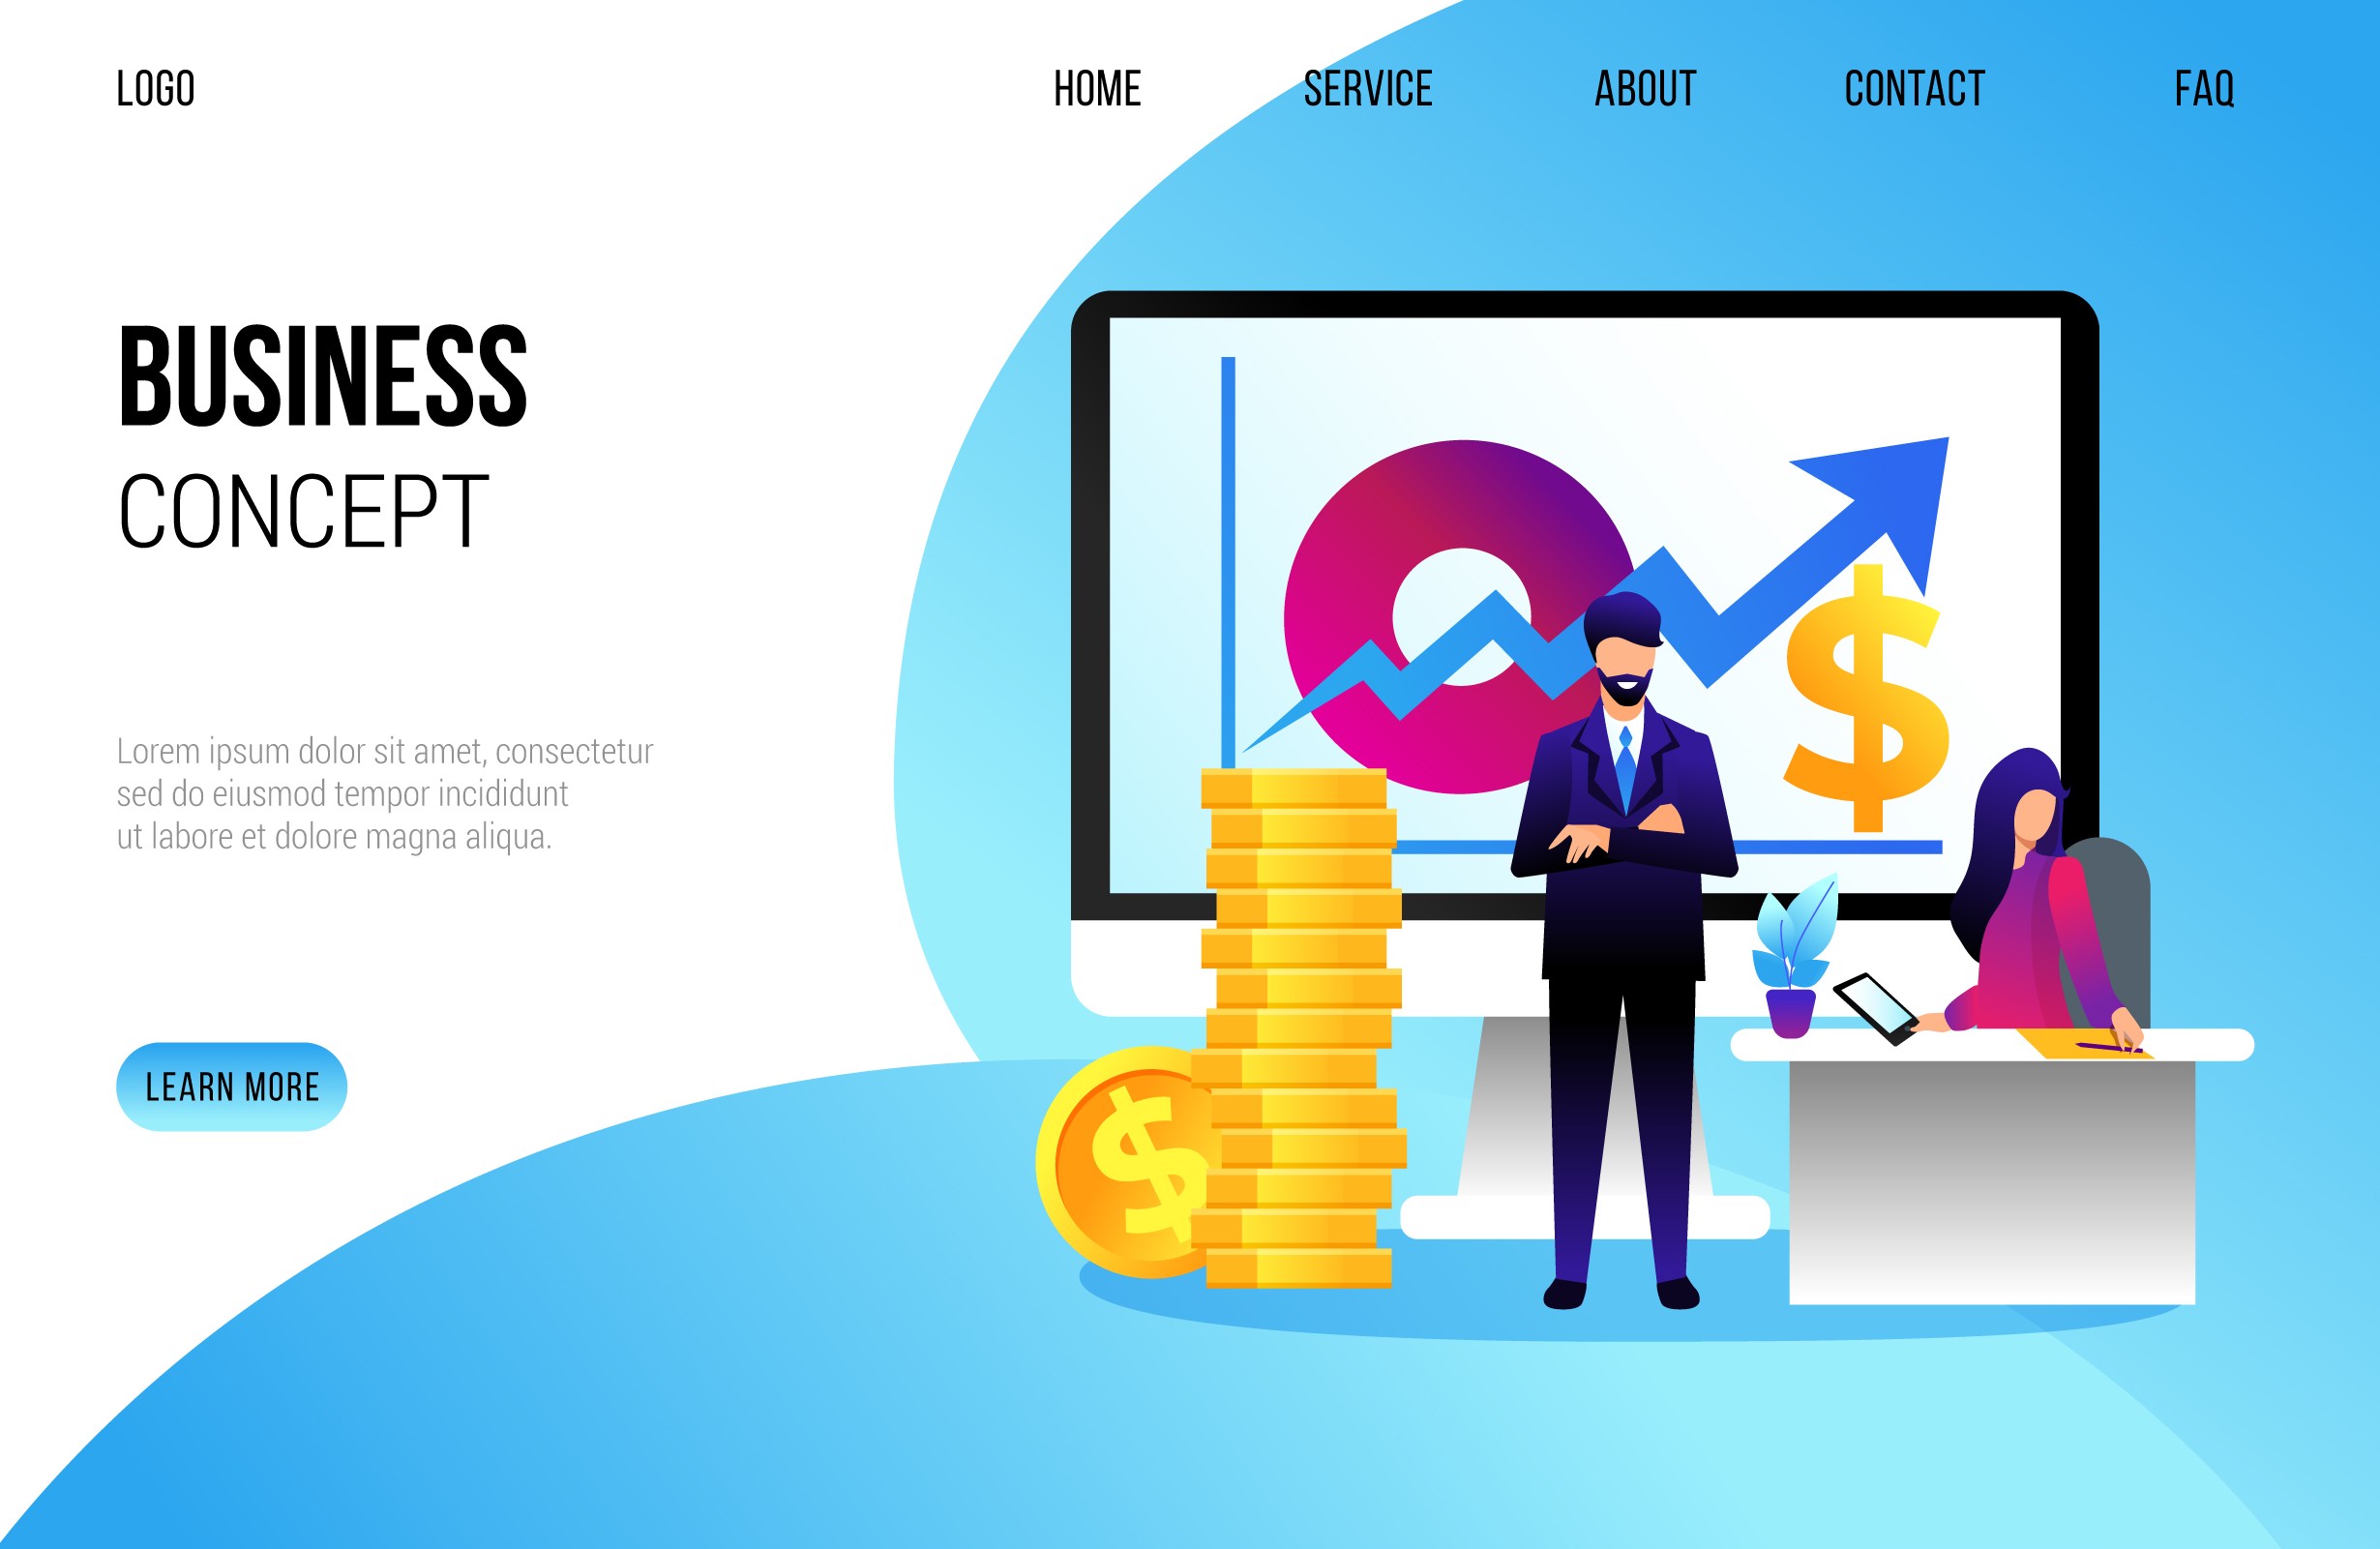 LOGO
HOME
SERVICE
ABOUT
CONTACT
FAQ
BUSINESS
CONCEPT
Lorem ipsum dolor sit amet, consectetur
sed do eiusmod tempor incididunt
ut labore et dolore magna aliqua.
LEARN MORE
$
$